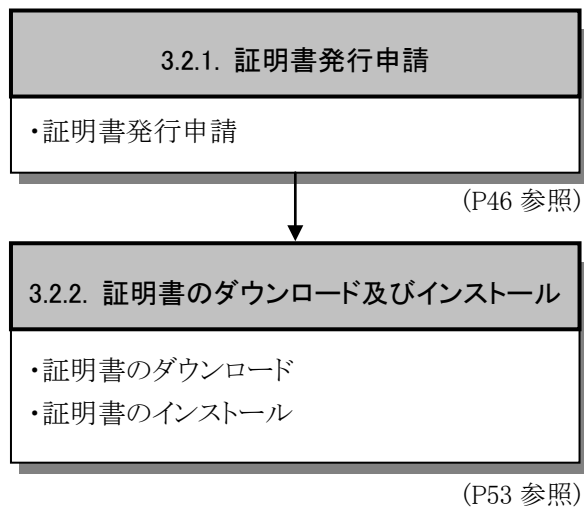 3.2.1. 証明書発行申請
・証明書発行申請
(P46 参照)
3.2.2. 証明書のダウンロード及びインストール
・証明書のダウンロード
・証明書のインストール
(P53 参照)